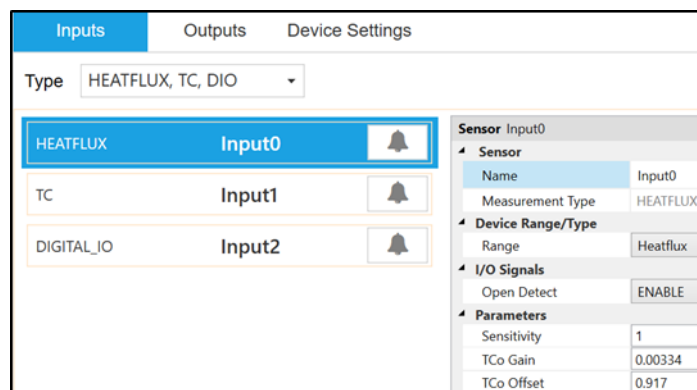 Inputs Outputs Device Settings
Type HEATFLUX, TC, DIO
HEATFLUX Input0
TC Input1
DIGITAL_IO Input2
Sensor Input0
Sensor
Name Input0
Measurement Type HEATFLUX
Device Range/Type
Range Heatflux
I/O Signals
Open Detect ENABLE
Parameters
Sensitivity 1
TCo Gain 0.00334
TCo Offset 0.917